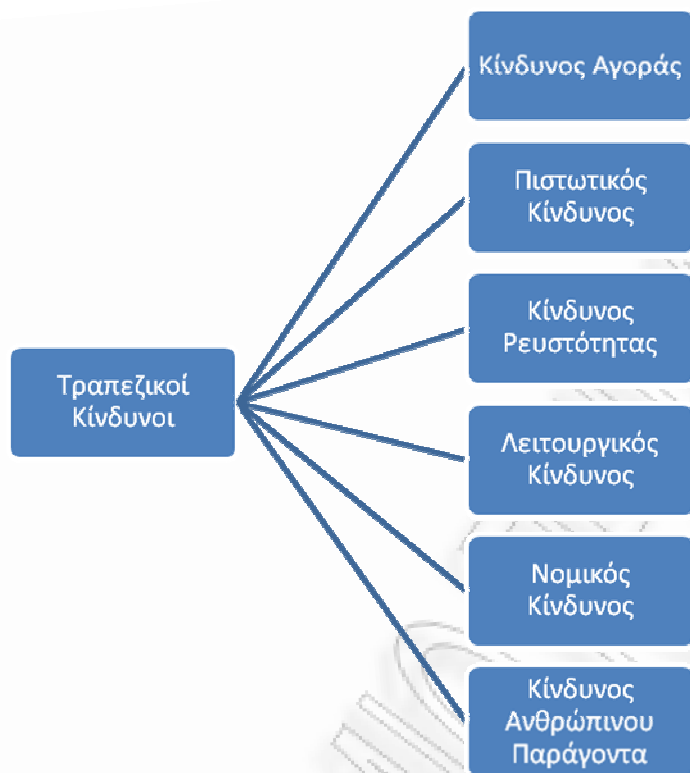 Τραπεζικοί
Κίνδυνοι
Κίνδυνος Αγοράς
Πιστωτικός
Κίνδυνος
Κίνδυνος
Ρευστότητας
Λειτουργικός
Κίνδυνος
Νομικός
Κίνδυνος
Κίνδυνος
Ανθρώπινου
Παράγοντα